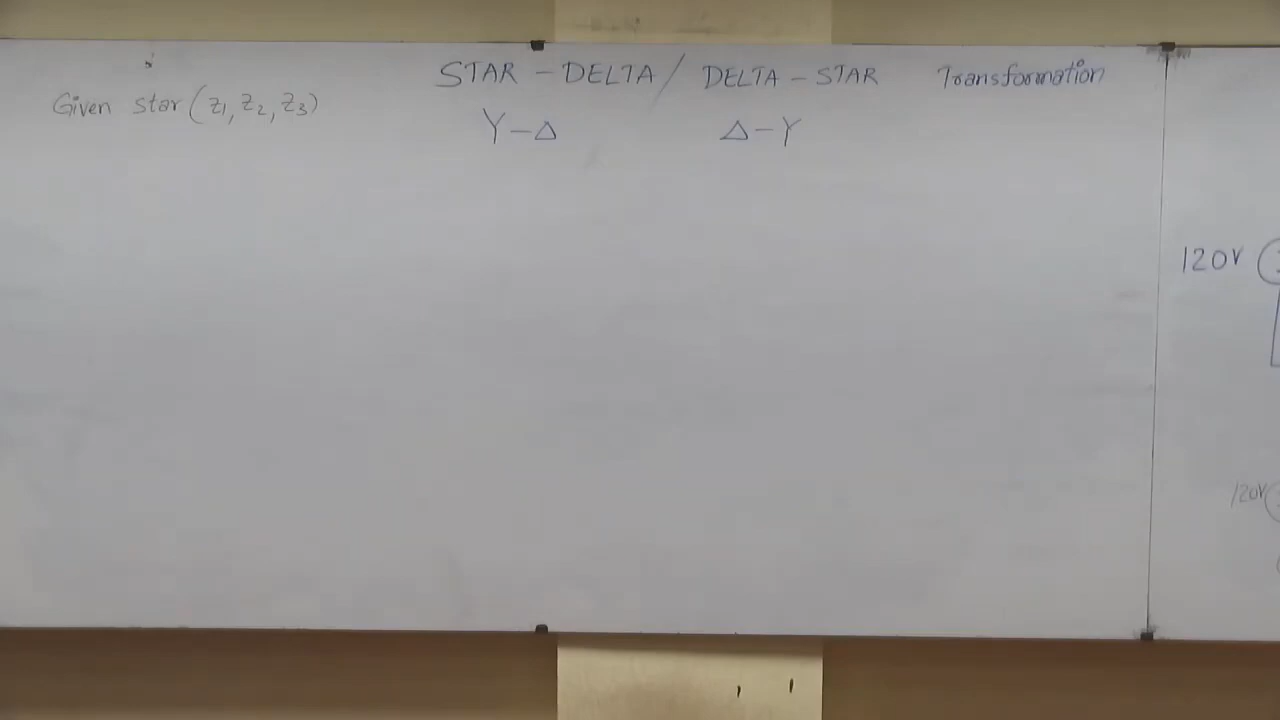 STAR - DELTA / DELTA - STAR Transformation
Given star (Z1, Z2, Z3)
Y - Δ Δ - Y
120V
120V